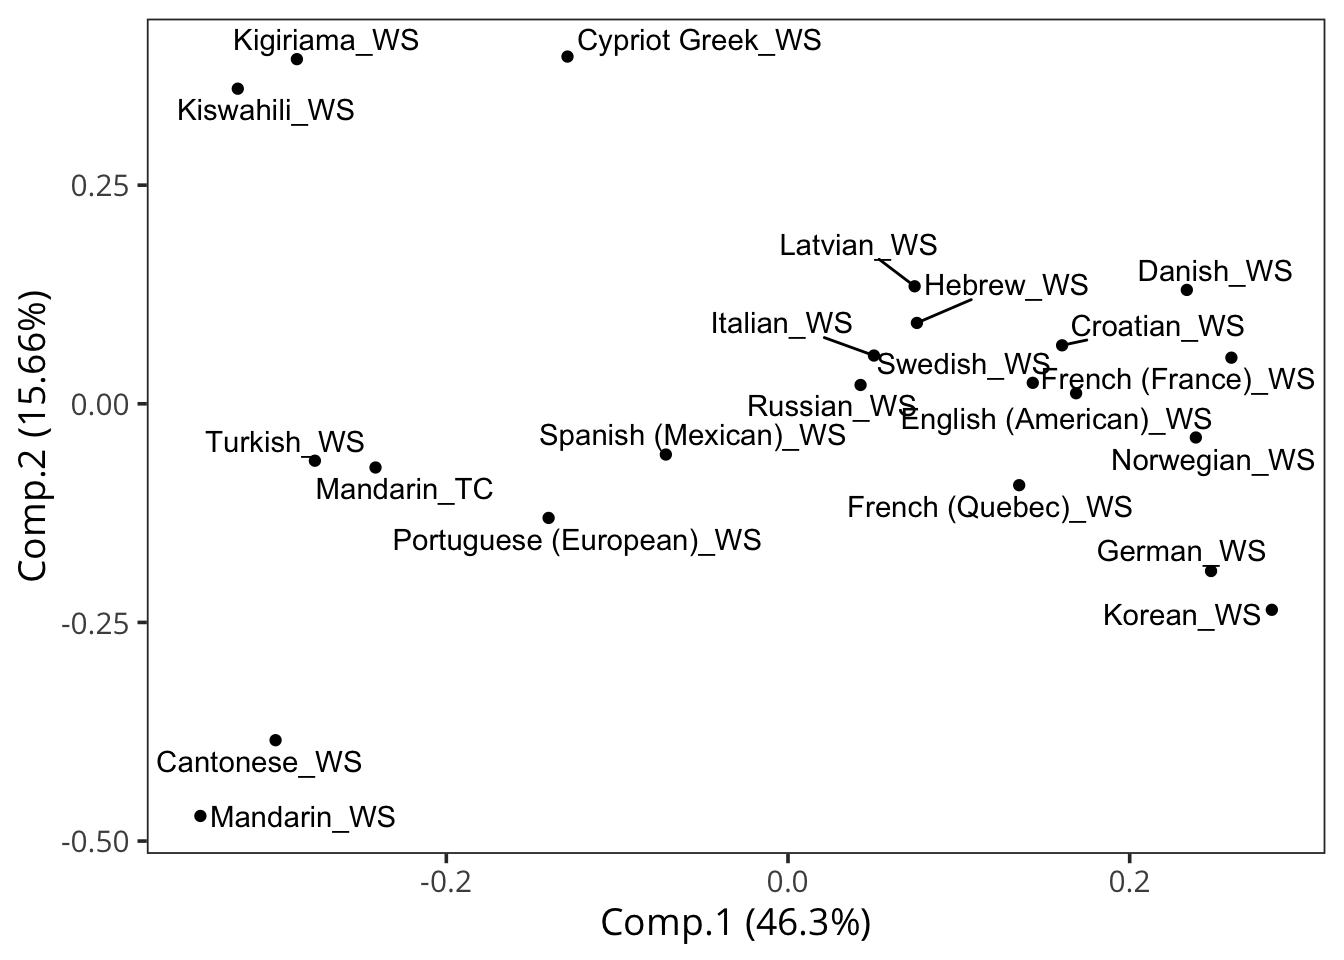 Kigiriama_WS
Cypriot Greek_WS
Kiswahili_WS
0.25
Latvian_WS
Danish_WS
Hebrew_WS
Italian_WS
Croatian_WS
Swedish_WS
French (France)_WS
0.00
Russian_WS
English (American)_WS
Turkish_WS
Spanish (Mexican)_WS
Norwegian_WS
Mandarin_TC
French (Quebec)_WS
Portuguese (European)_WS
German_WS
-0.25
Korean_WS
Cantonese_WS
Mandarin_WS
-0.50
-0.2
0.0
0.2
Comp.1 (46.3%)
Comp.2 (15.66%)